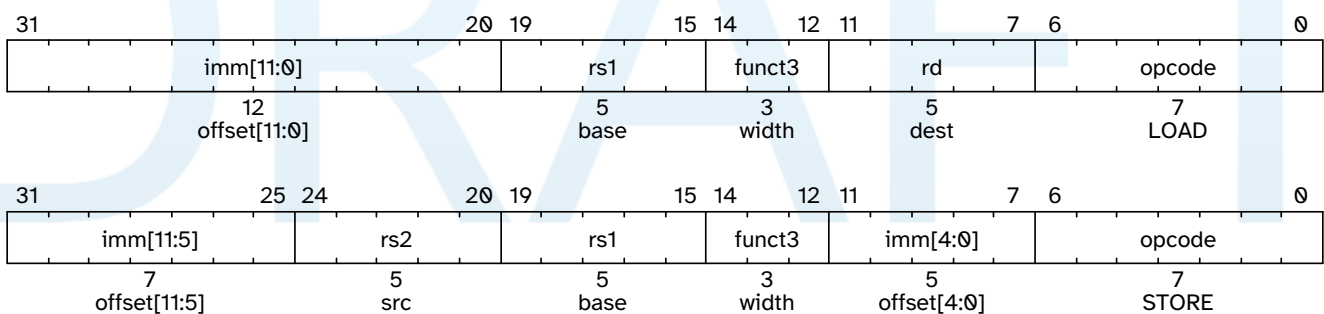 31 20 19 15 14 12 11 7 6 0
imm[11:0] rs1 funct3 rd opcode
12 5 3 5 7
offset[11:0] base width dest LOAD
31 25 24 20 19 15 14 12 11 7 6 0
imm[11:5] rs2 rs1 funct3 imm[4:0] opcode
7 5 5 3 5 7
offset[11:5] src base width offset[4:0] STORE
DRAFT